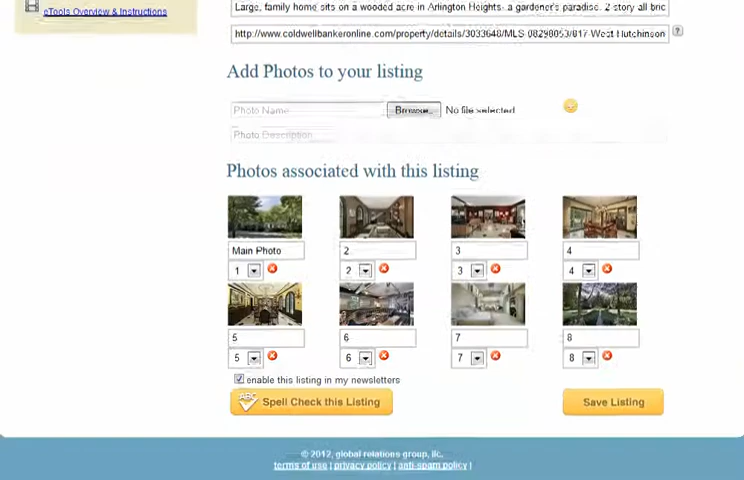 eTools Overview & Instructions
Large, family home sits on a wooded acre in Arlington Heights- a gardener's paradise. 2 story all bric
http://www.coldwellbankeronline.com/property/details/3033648/MLS-08298053/817-West Hutchinson
?
Add Photos to your listing
Photo Name
Browse_
No file selected
Photo Description
Photos associated with this listing
Main Photo
2
3
4
1
2
3
4
5
6
7
8
5
6
7
8
enable this listing in my newsletters
ABC
Spell Check this Listing
Save Listing
© 2012, global relations group, llc.
terms of use | privacy policy | anti-spam policy |